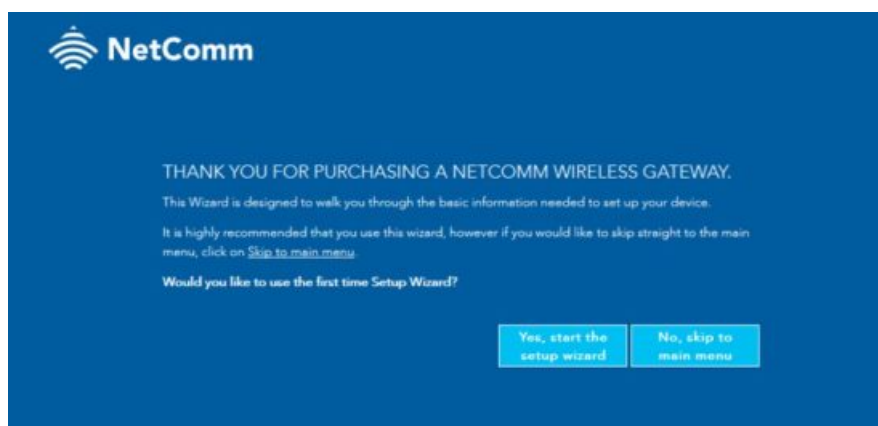 NetComm
THANK YOU FOR PURCHASING A NETCOMM WIRELESS GATEWAY.
This Wizard is designed to walk you through the basic information needed to set up your device.
It is highly recommended that you use this wizard, however if you would like to skip straight to the main
menu, click on Skip to main menu.
Would you like to use the first time Setup Wizard?
Yes, start the
setup wizard
No, skip to
main menu